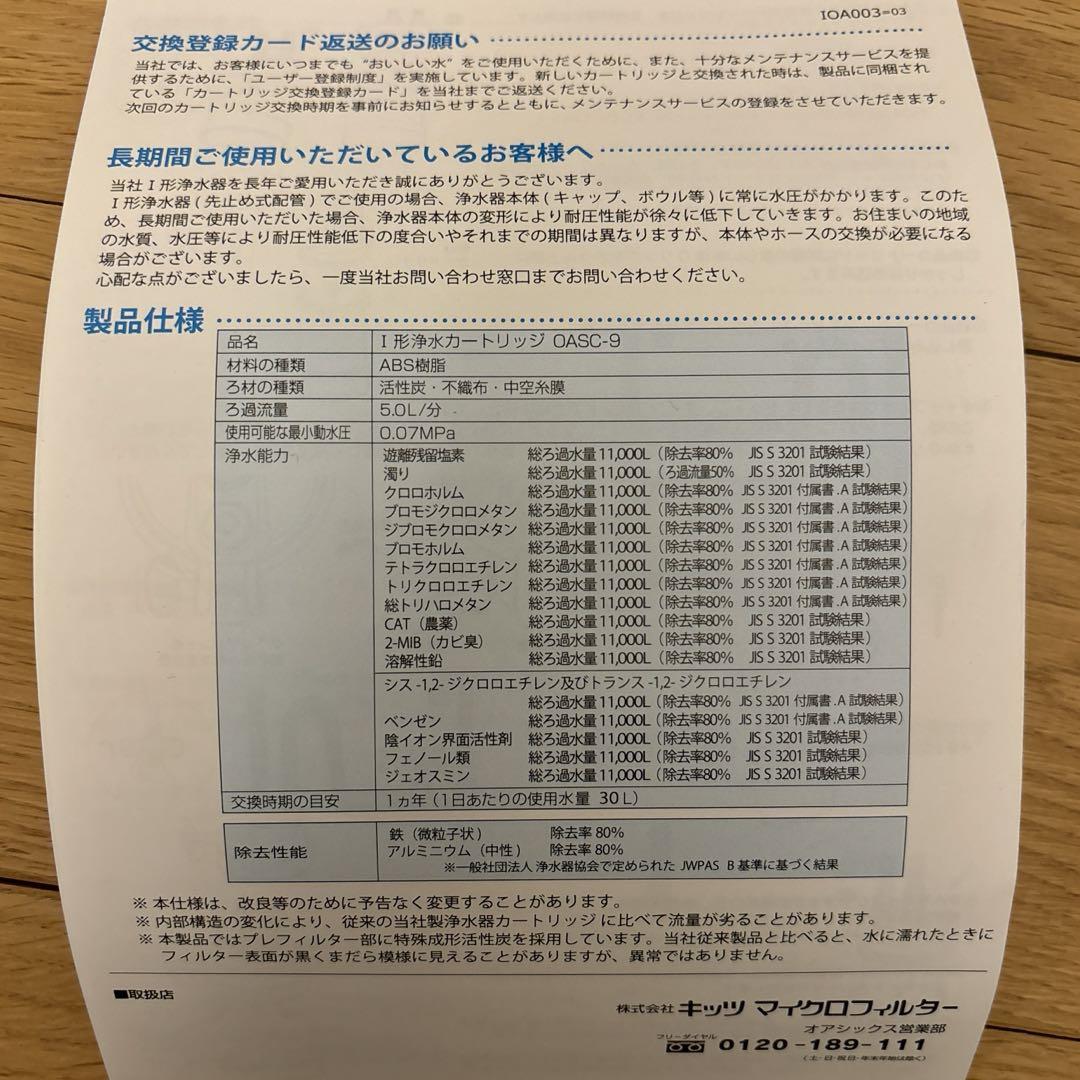 IOA003=03
交換登録カード返送のお願い
当社では、お客様にいつまでも“おいしい水”をご使用いただくために、また、十分なメンテナンスサービスを提
供するために、「ユーザー登録制度」を実施しています。新しいカートリッジと交換された時は、製品に同梱され
ている「カートリッジ交換登録カード」を当社までご返送ください。
次回のカートリッジ交換時期を事前にお知らせするとともに、メンテナンスサービスの登録をさせていただきます。
長期間ご使用いただいているお客様へ
当社Ｉ形浄水器を長年ご愛用いただき誠にありがとうございます。
Ｉ形浄水器(先止め式配管)でご使用の場合、浄水器本体(キャップ、ボウル等)に常に水圧がかかります。このた
め、長期間ご使用いただいた場合、浄水器本体の変形により耐圧性能が徐々に低下していきます。お住まいの地域
の水質、水圧等により耐圧性能低下の度合いやそれまでの期間は異なりますが、本体やホースの交換が必要になる
場合がございます。
心配な点がございましたら、一度当社お問い合わせ窓口までお問い合わせください。
製品仕様
品名 Ｉ形浄水カートリッジ OASC-9
材料の種類 ABS樹脂
ろ材の種類 活性炭・不織布・中空糸膜
ろ過流量 5.0L/分
使用可能な最小動水圧 0.07MPa
浄水能力 遊離残留塩素 総ろ過水量11,000L（除去率80% JIS S 3201 試験結果）
濁り 総ろ過水量11,000L（ろ過流量50% JIS S 3201 試験結果）
クロロホルム 総ろ過水量11,000L（除去率80% JIS S 3201 付属書.A 試験結果）
ブロモジクロロメタン 総ろ過水量11,000L（除去率80% JIS S 3201 付属書.A 試験結果）
ジブロモクロロメタン 総ろ過水量11,000L（除去率80% JIS S 3201 付属書.A 試験結果）
ブロモホルム 総ろ過水量11,000L（除去率80% JIS S 3201 付属書.A 試験結果）
テトラクロロエチレン 総ろ過水量11,000L（除去率80% JIS S 3201 付属書.A 試験結果）
トリクロロエチレン 総ろ過水量11,000L（除去率80% JIS S 3201 付属書.A 試験結果）
総トリハロメタン 総ろ過水量11,000L（除去率80% JIS S 3201 付属書.A 試験結果）
CAT（農薬） 総ろ過水量11,000L（除去率80% JIS S 3201 試験結果）
2-MIB（カビ臭） 総ろ過水量11,000L（除去率80% JIS S 3201 試験結果）
溶解性鉛 総ろ過水量11,000L（除去率80% JIS S 3201 試験結果）
シス-1,2-ジクロロエチレン及びトランス-1,2-ジクロロエチレン
総ろ過水量11,000L（除去率80% JIS S 3201 付属書.A 試験結果）
ベンゼン 総ろ過水量11,000L（除去率80% JIS S 3201 付属書.A 試験結果）
陰イオン界面活性剤 総ろ過水量11,000L（除去率80% JIS S 3201 試験結果）
フェノール類 総ろ過水量11,000L（除去率80% JIS S 3201 試験結果）
ジェオスミン 総ろ過水量11,000L（除去率80% JIS S 3201 試験結果）
交換時期の目安 1ヵ年（1日あたりの使用水量 30L）
除去性能 鉄（微粒子状） 除去率 80%
アルミニウム（中性） 除去率 80%
※一般社団法人 浄水器協会で定められた JWPAS B基準に基づく結果
※ 本仕様は、改良等のために予告なく変更することがあります。
※ 内部構造の変化により、従来の当社製浄水器カートリッジに比べて流量が劣ることがあります。
※ 本製品ではプレフィルター部に特殊成形活性炭を採用しています。当社従来製品と比べると、水に濡れたときに
フィルター表面が黒くまだら模様に見えることがありますが、異常ではありません。
■取扱店
株式会社 キッツ マイクロフィルター
オアシックス営業部
フリーダイヤル
0120-189-111
（土・日・祝日・年末年始は除く）